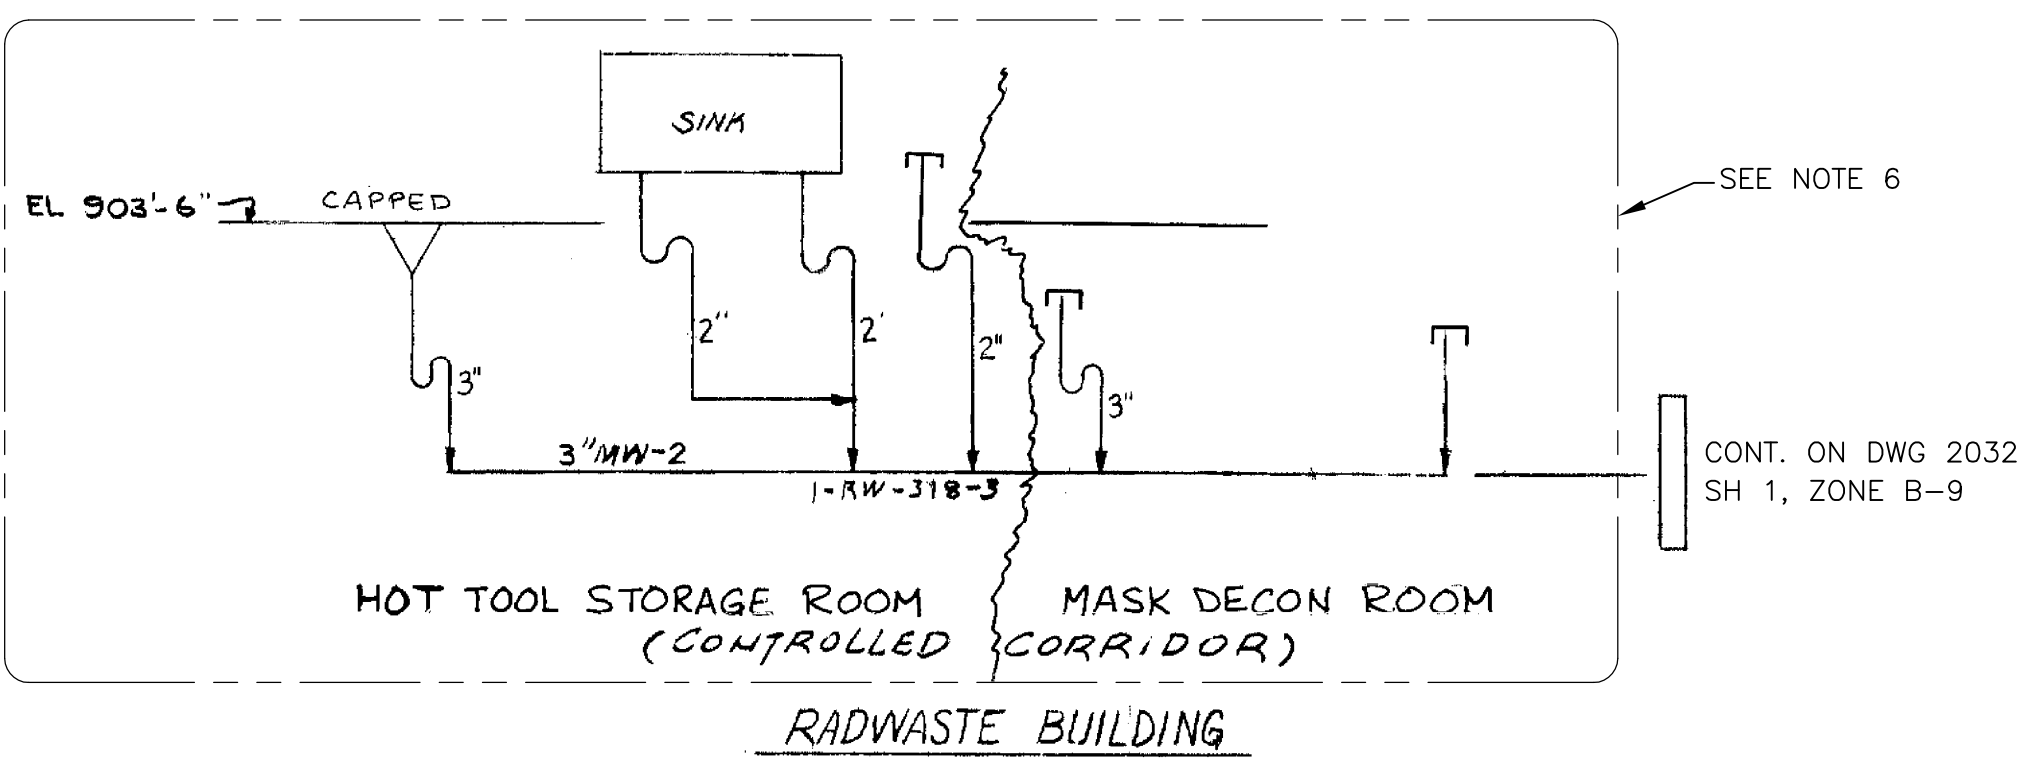 SINK
SEE NOTE 6
EL 903'-6"
CAPPED
2"
2'
2"
3"
3"
3"MW-2
CONT. ON DWG 2032
SH 1, ZONE B-9
1-RW-318-3
HOT TOOL STORAGE ROOM
MASK DECON ROOM
(CONTROLLED CORRIDOR)
RADWASTE BUILDING